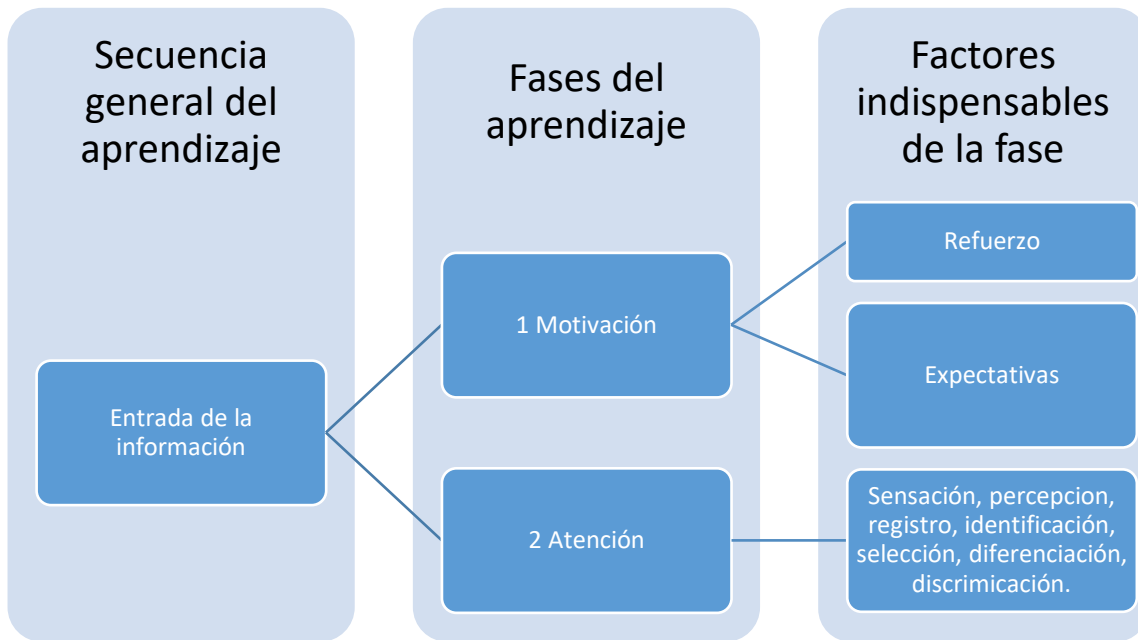 Secuencia
general del
aprendizaje
Fases del
aprendizaje
Factores
indispensables
de la fase
Entrada de la
información
1 Motivación
2 Atención
Refuerzo
Expectativas
Sensación, percepcion,
registro, identificación,
selección, diferenciación,
discrimicación.